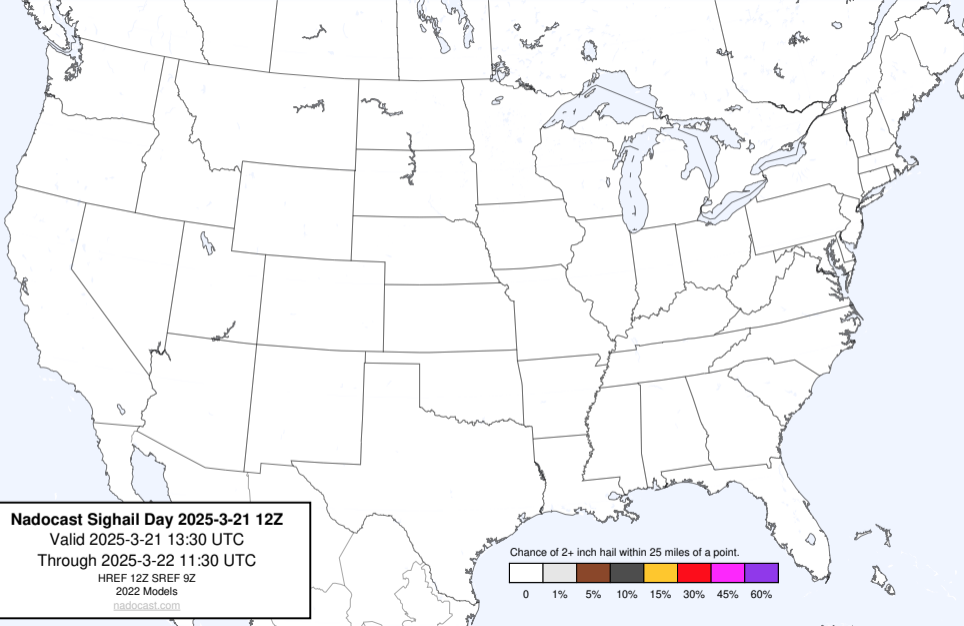 Nadocast Sighail Day 2025-3-21 12Z
Valid 2025-3-21 13:30 UTC
Through 2025-3-22 11:30 UTC
HREF 12Z SREF 9Z
2022 Models
nadocast.com
Chance of 2+ inch hail within 25 miles of a point.
0 1% 5% 10% 15% 30% 45% 60%